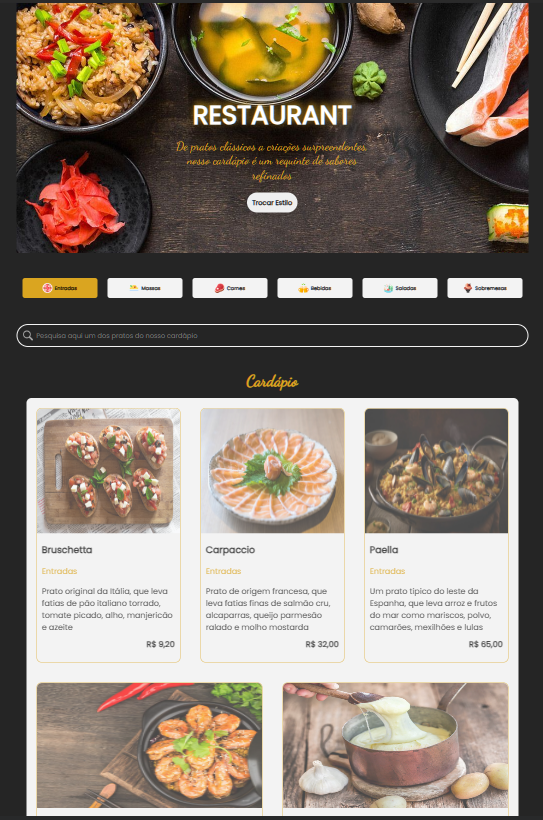 RESTAURANT
De pratos clássicos a criações surpreendentes,
nosso cardápio é um requinte de sabores
refinados
Trocar Estilo
Entradas
Massas
Carnes
Bebidas
Saladas
Sobremesas
Pesquise aqui um dos pratos do nosso cardápio
Cardápio
Bruschetta
Entradas
Prato original da Itália, que leva
fatias de pão italiano torrado,
tomate picado, alho, manjericão
e azeite
R$ 9,20
Carpaccio
Entradas
Prato de origem francesa, que
leva fatias finas de salmão cru,
alcaparras, queijo parmesão
ralado e molho mostarda
R$ 32,00
Paella
Entradas
Um prato típico do leste da
Espanha, que leva arroz e frutos
do mar como mariscos, polvo,
camarões, mexilhões e lulas
R$ 65,00